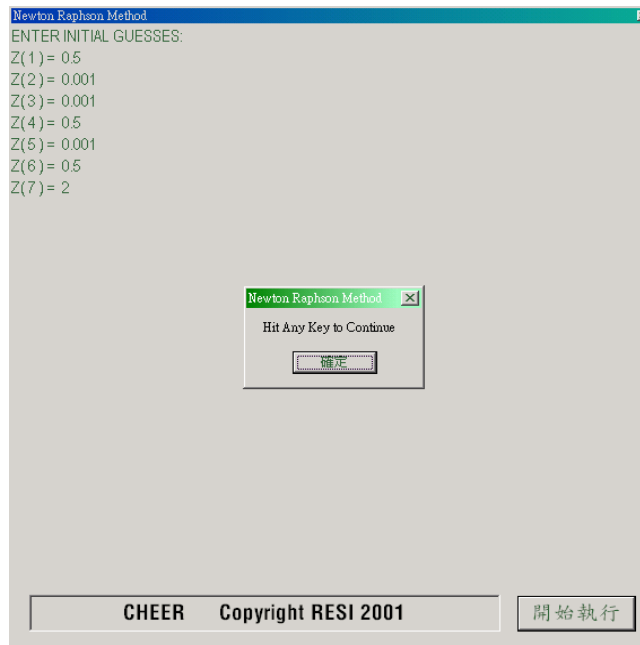 Newton Raphson Method
ENTER INITIAL GUESSES:
Z(1)= 0.5
Z(2)= 0.001
Z(3)= 0.001
Z(4)= 0.5
Z(5)= 0.001
Z(6)= 0.5
Z(7)= 2
Newton Raphson Method
Hit Any Key to Continue
確定
CHEER Copyright RESI 2001
開始執行